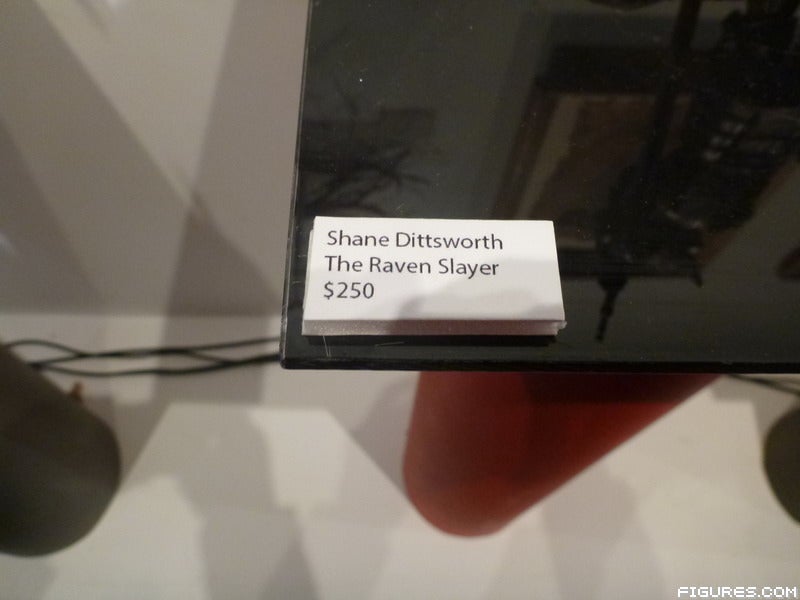 Shane Dittsworth
The Raven Slayer
$250
FIGURES.COM